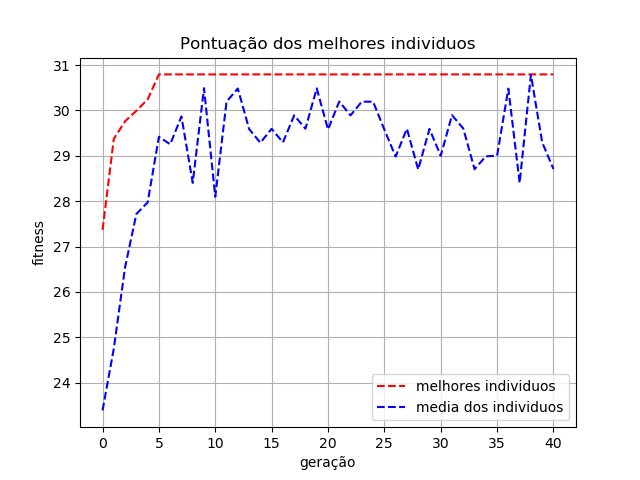 Pontuação dos melhores individuos
31
30
29
28
27
26
25
24
fitness
melhores individuos
media dos individuos
0 5 10 15 20 25 30 35 40
geração